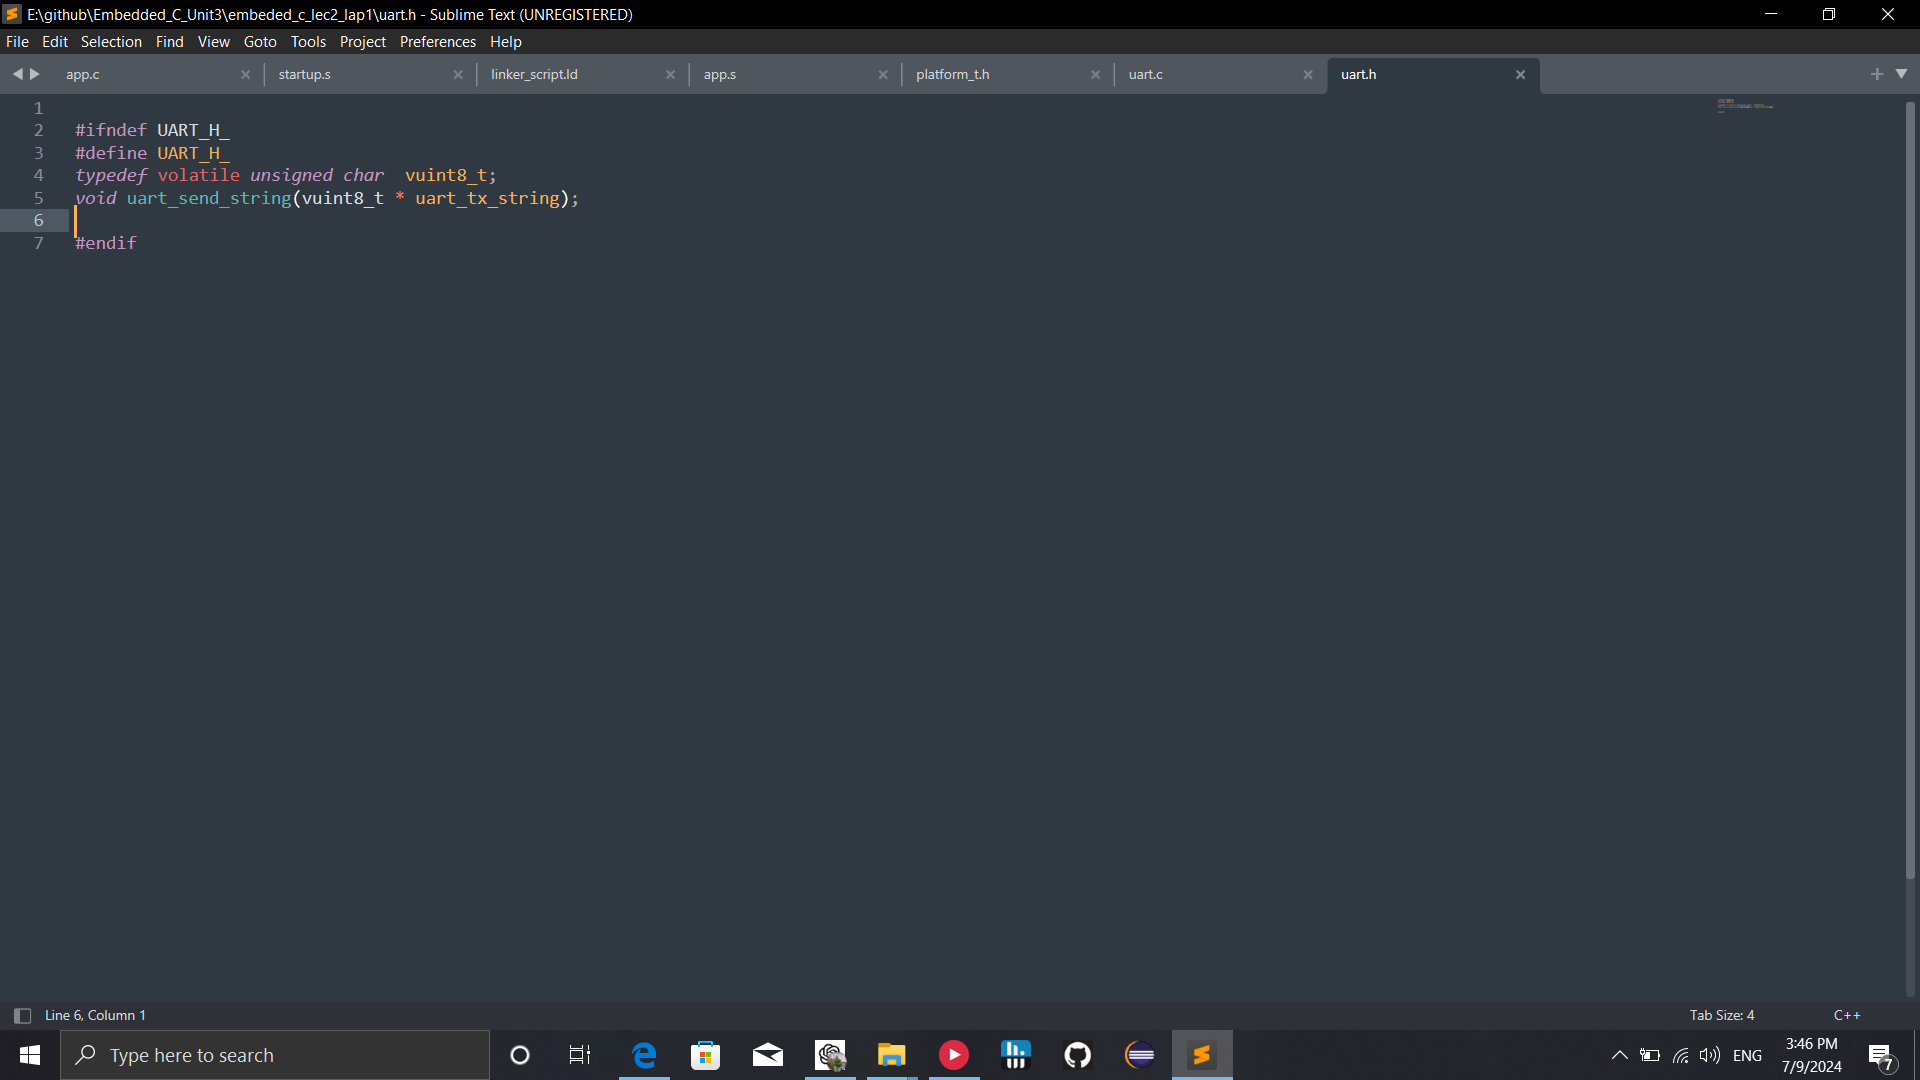 E:\github\Embedded_C_Unit3\embeded_c_lec2_lap1\uart.h - Sublime Text (UNREGISTERED)
File Edit Selection Find View Goto Tools Project Preferences Help
app.c startup.s linker_script.ld app.s platform_t.h uart.c uart.h
1
2 #ifndef UART_H_
3 #define UART_H_
4 typedef volatile unsigned char  vuint8_t;
5 void uart_send_string(vuint8_t * uart_tx_string);
6
7 #endif
Line 6, Column 1 Tab Size: 4 C++
Type here to search
ENG
3:46 PM
7/9/2024
7